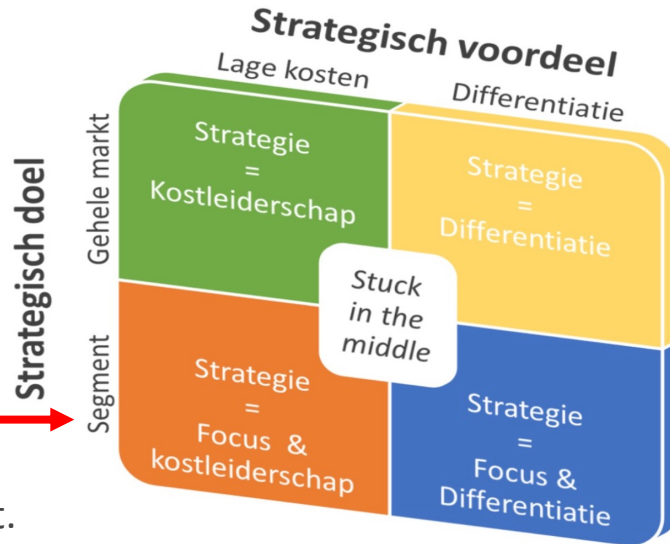 Strategisch voordeel
Lage kosten
Differentiatie
Strategisch doel
Gehele markt
Segment
Strategie
=
Kostleiderschap
Strategie
=
Differentiatie
Stuck
in the
middle
Strategie
=
Focus &
kostleiderschap
Strategie
=
Focus &
Differentiatie